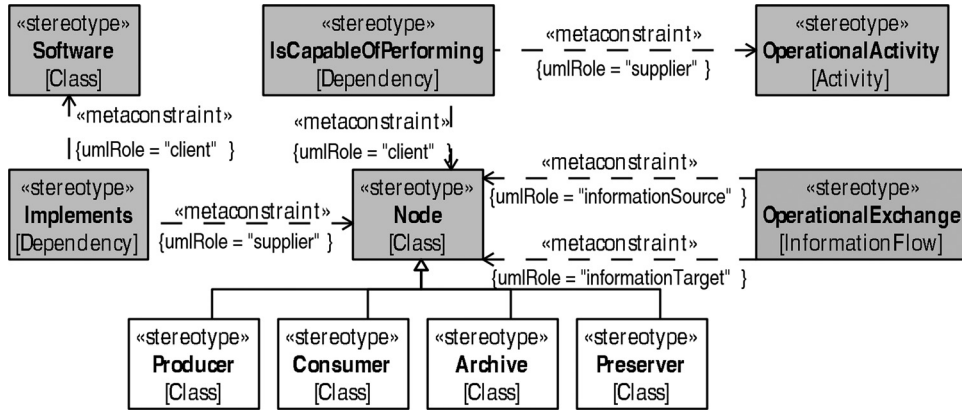 «stereotype»
Software
[Class]
«stereotype»
IsCapableOfPerforming
[Dependency]
«metaconstraint»
{umlRole = "supplier" }
«stereotype»
OperationalActivity
[Activity]
«metaconstraint»
{umlRole = "client" }
«metaconstraint»
{umlRole = "client" }
«stereotype»
Implements
[Dependency]
«metaconstraint»
{umlRole = "supplier" }
«stereotype»
Node
[Class]
«metaconstraint»
{umlRole = "informationSource" }
«metaconstraint»
{umlRole = "informationTarget" }
«stereotype»
OperationalExchange
[InformationFlow]
«stereotype»
Producer
[Class]
«stereotype»
Consumer
[Class]
«stereotype»
Archive
[Class]
«stereotype»
Preserver
[Class]